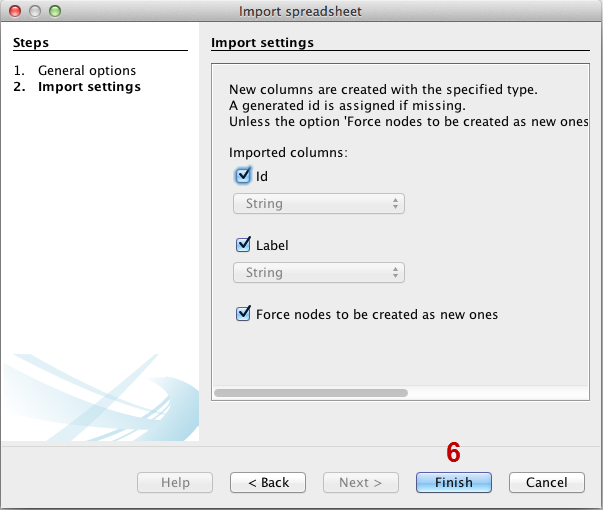 Import spreadsheet
Steps
1. General options
2. Import settings
Import settings
New columns are created with the specified type.
A generated id is assigned if missing.
Unless the option 'Force nodes to be created as new ones
Imported columns:
Id
String
Label
String
Force nodes to be created as new ones
6
Help
< Back
Next >
Finish
Cancel